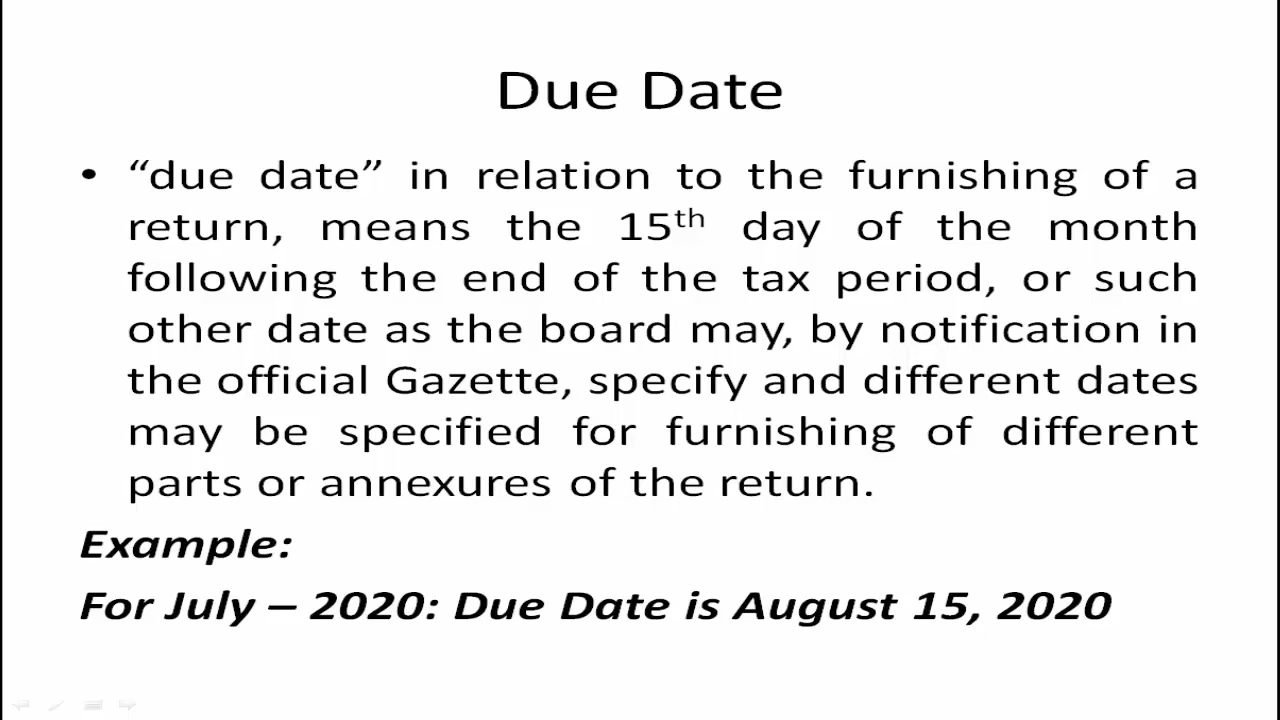 Due Date
• “due date” in relation to the furnishing of a
return, means the 15th day of the month
following the end of the tax period, or such
other date as the board may, by notification in
the official Gazette, specify and different dates
may be specified for furnishing of different
parts or annexures of the return.
Example:
For July – 2020: Due Date is August 15, 2020